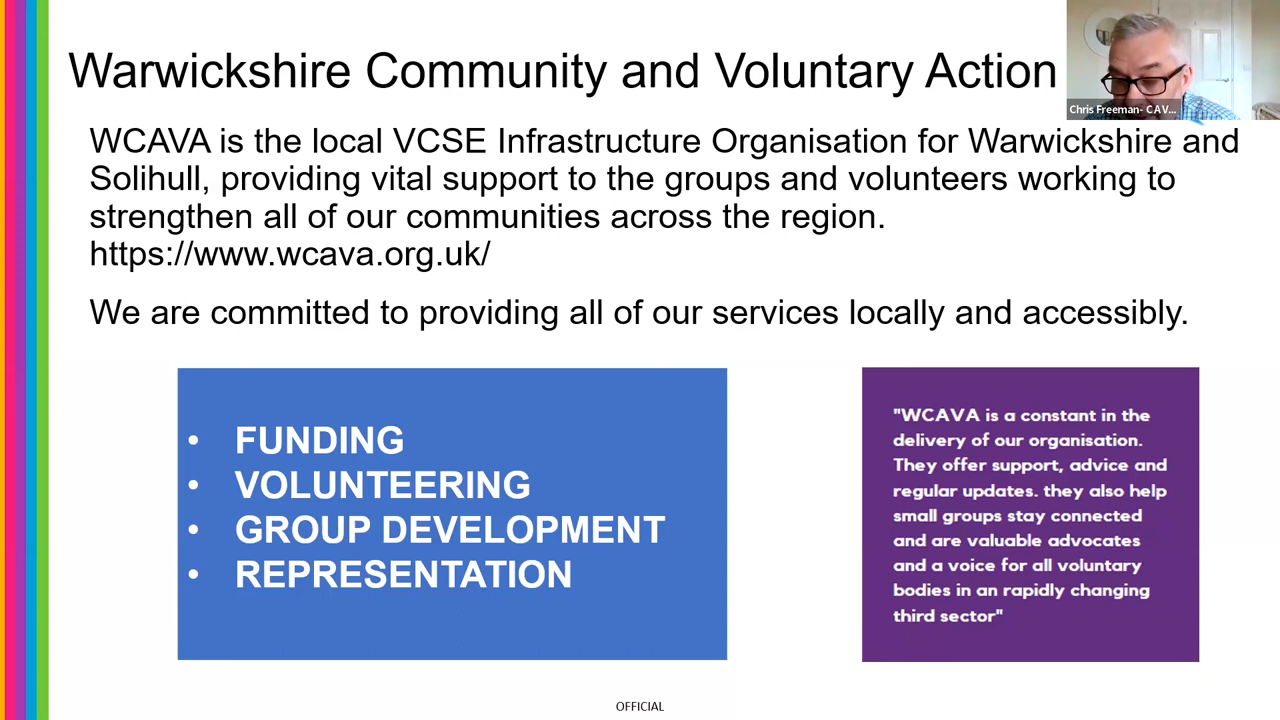 Warwickshire Community and Voluntary Action
Chris Freeman- CAV...
WCAVA is the local VCSE Infrastructure Organisation for Warwickshire and
Solihull, providing vital support to the groups and volunteers working to
strengthen all of our communities across the region.
https://www.wcava.org.uk/
We are committed to providing all of our services locally and accessibly.
• FUNDING
• VOLUNTEERING
• GROUP DEVELOPMENT
• REPRESENTATION
"WCAVA is a constant in the
delivery of our organisation.
They offer support, advice and
regular updates. they also help
small groups stay connected
and are valuable advocates
and a voice for all voluntary
bodies in an rapidly changing
third sector"
OFFICIAL